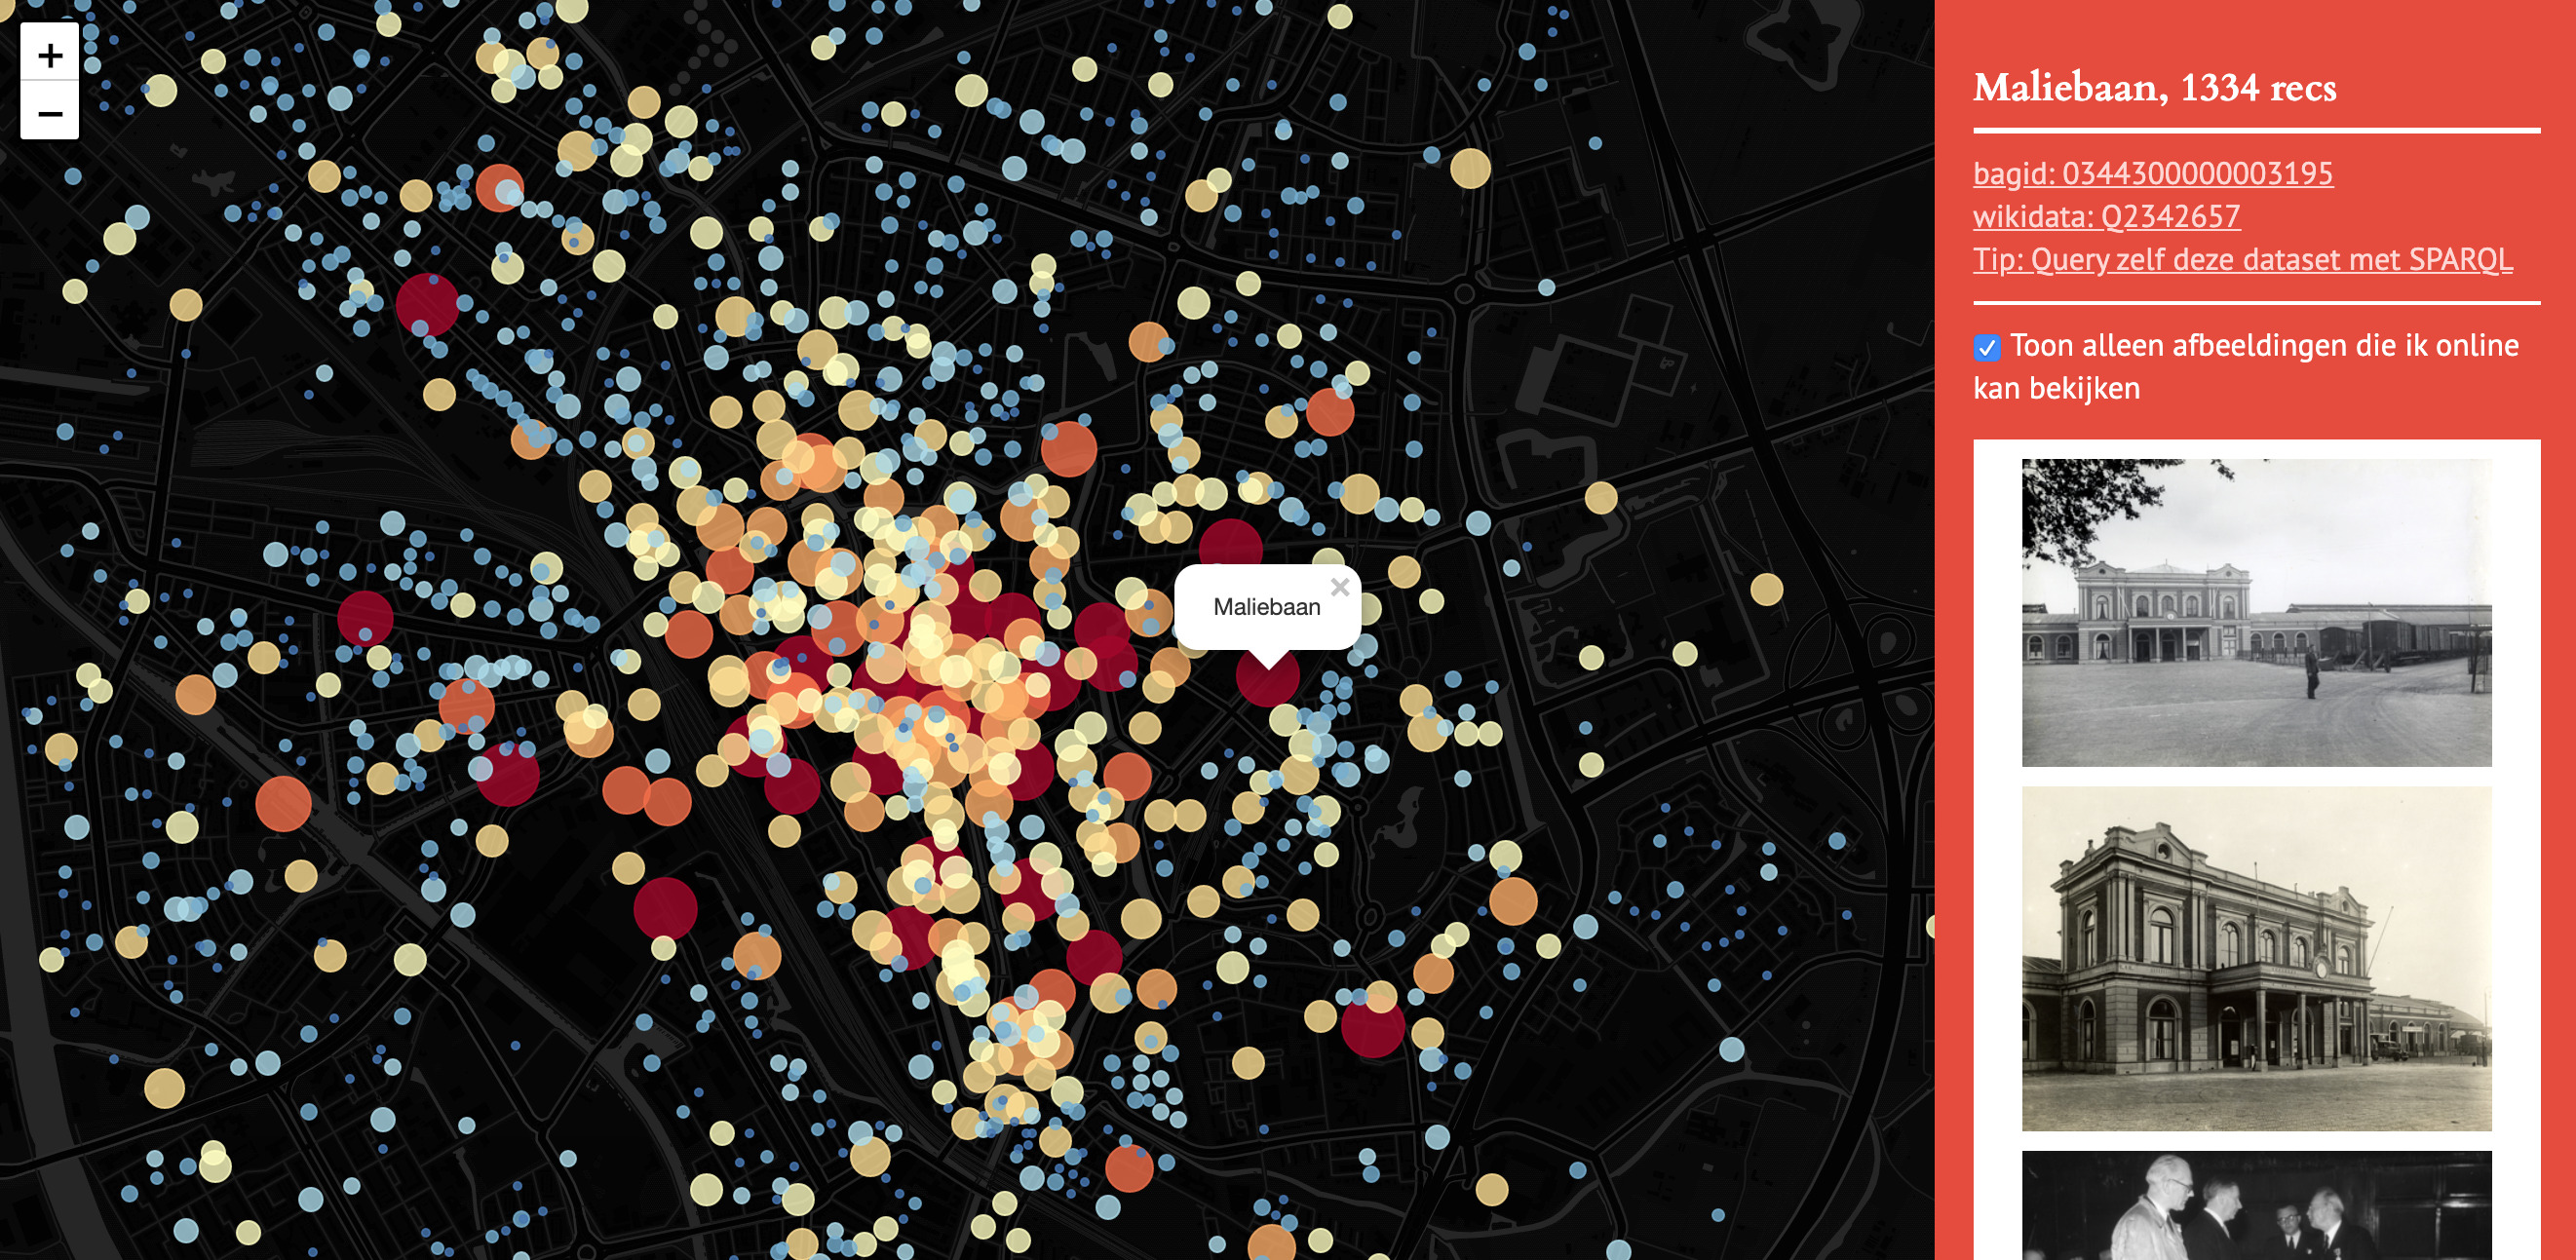 +
−
Maliebaan
×
Maliebaan, 1334 recs
bagid: 0344300000003195
wikidata: Q2342657
Tip: Query zelf deze dataset met SPARQL
Toon alleen afbeeldingen die ik online
kan bekijken